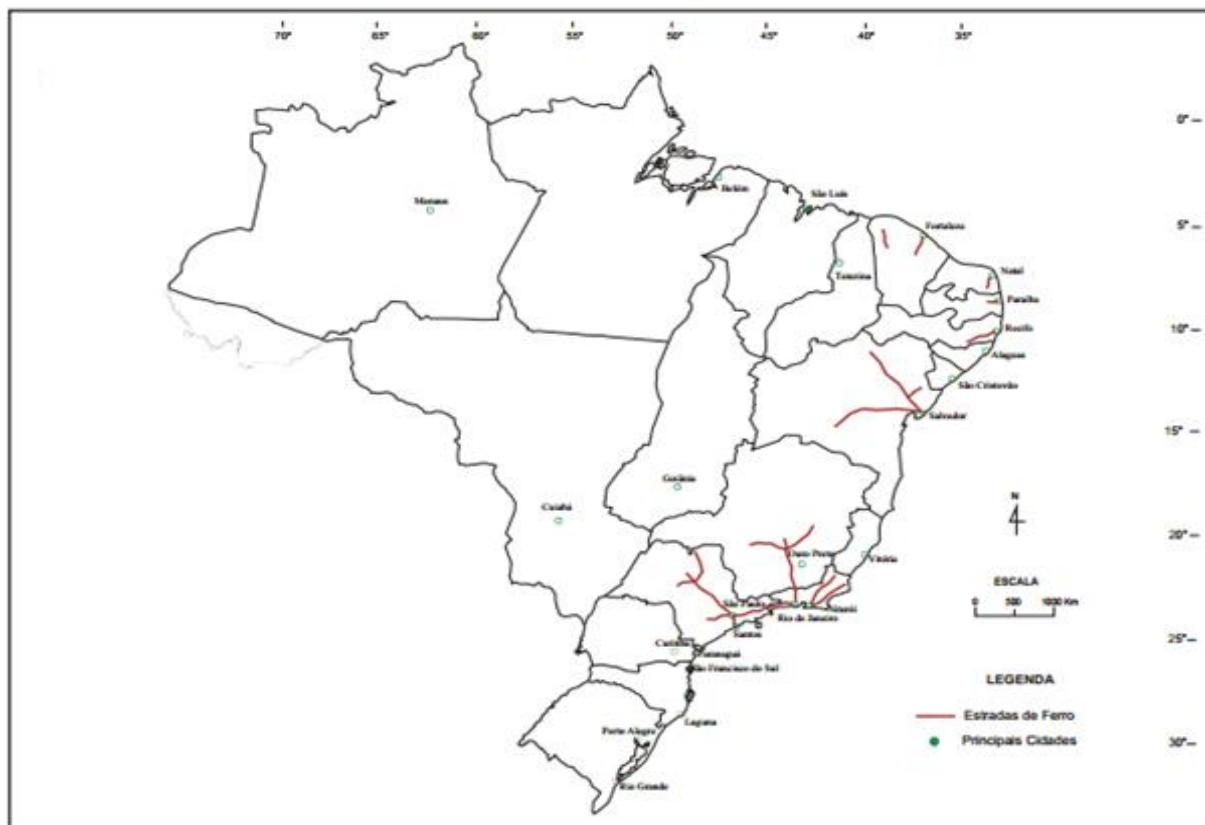 70° 65° 60° 55° 50° 45° 40° 35°
0°
5°
10°
15°
20°
25°
30°
Manaus
Belém
São Luís
Fortaleza
Teresina
Natal
Paraíba
Recife
Alagoas
São Cristovão
Salvador
Goiânia
Cuiabá
Ouro Preto
Vitória
São Paulo
Niterói
Rio de Janeiro
Santos
Curitiba
Paranaguá
São Francisco do Sul
Laguna
Porto Alegre
Rio Grande
N
ESCALA
0 500 1000 Km
LEGENDA
Estradas de Ferro
Principais Cidades